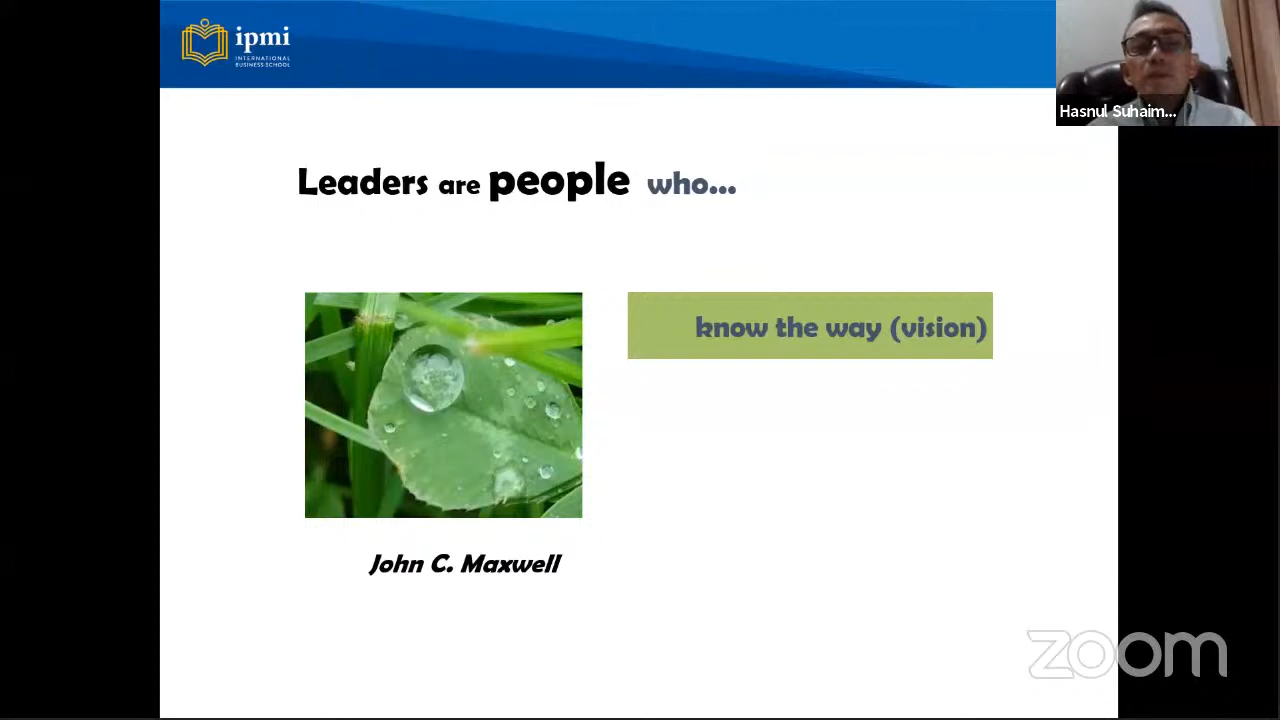 ipmi
INTERNATIONAL
BUSINESS SCHOOL
Hasnul Suhaim...
Leaders are people who...
know the way (vision)
John C. Maxwell
zoom